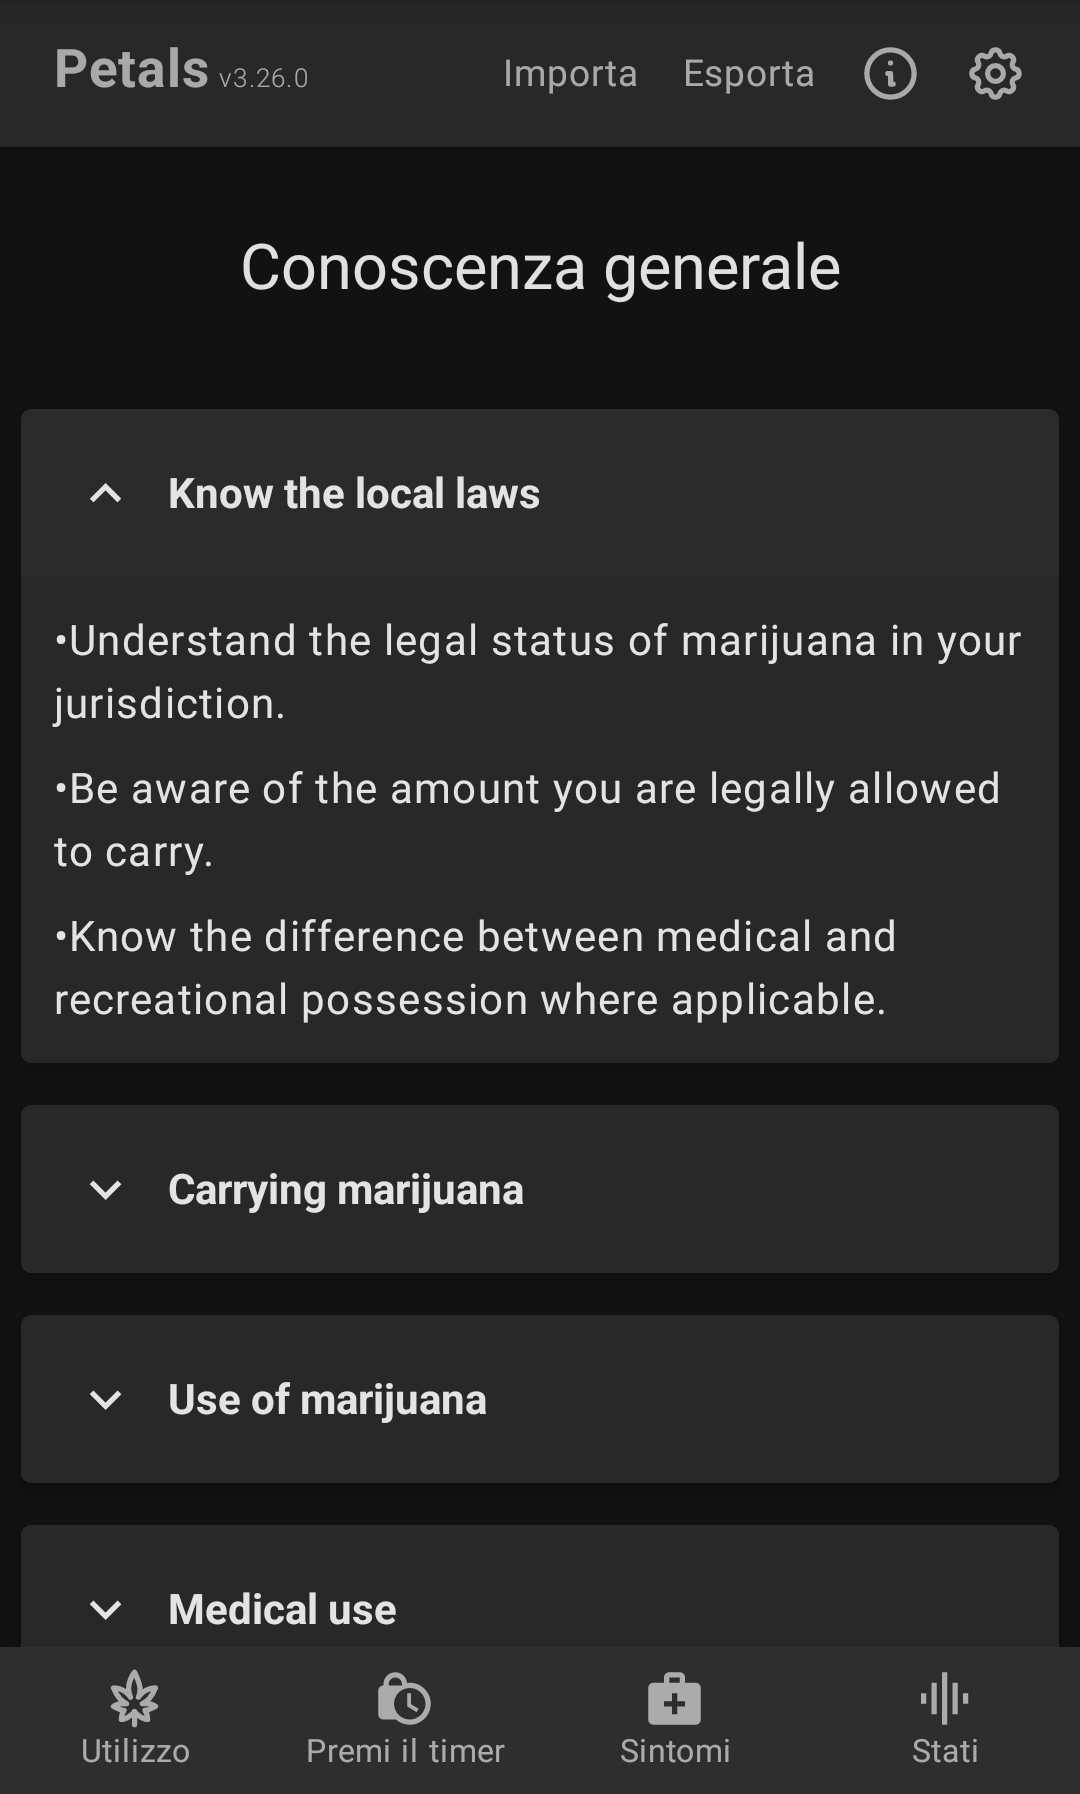 Petals v3.26.0 Importa Esporta
Conoscenza generale
Know the local laws
•Understand the legal status of marijuana in your
jurisdiction.
•Be aware of the amount you are legally allowed
to carry.
•Know the difference between medical and
recreational possession where applicable.
Carrying marijuana
Use of marijuana
Medical use
Utilizzo Premi il timer Sintomi Stati